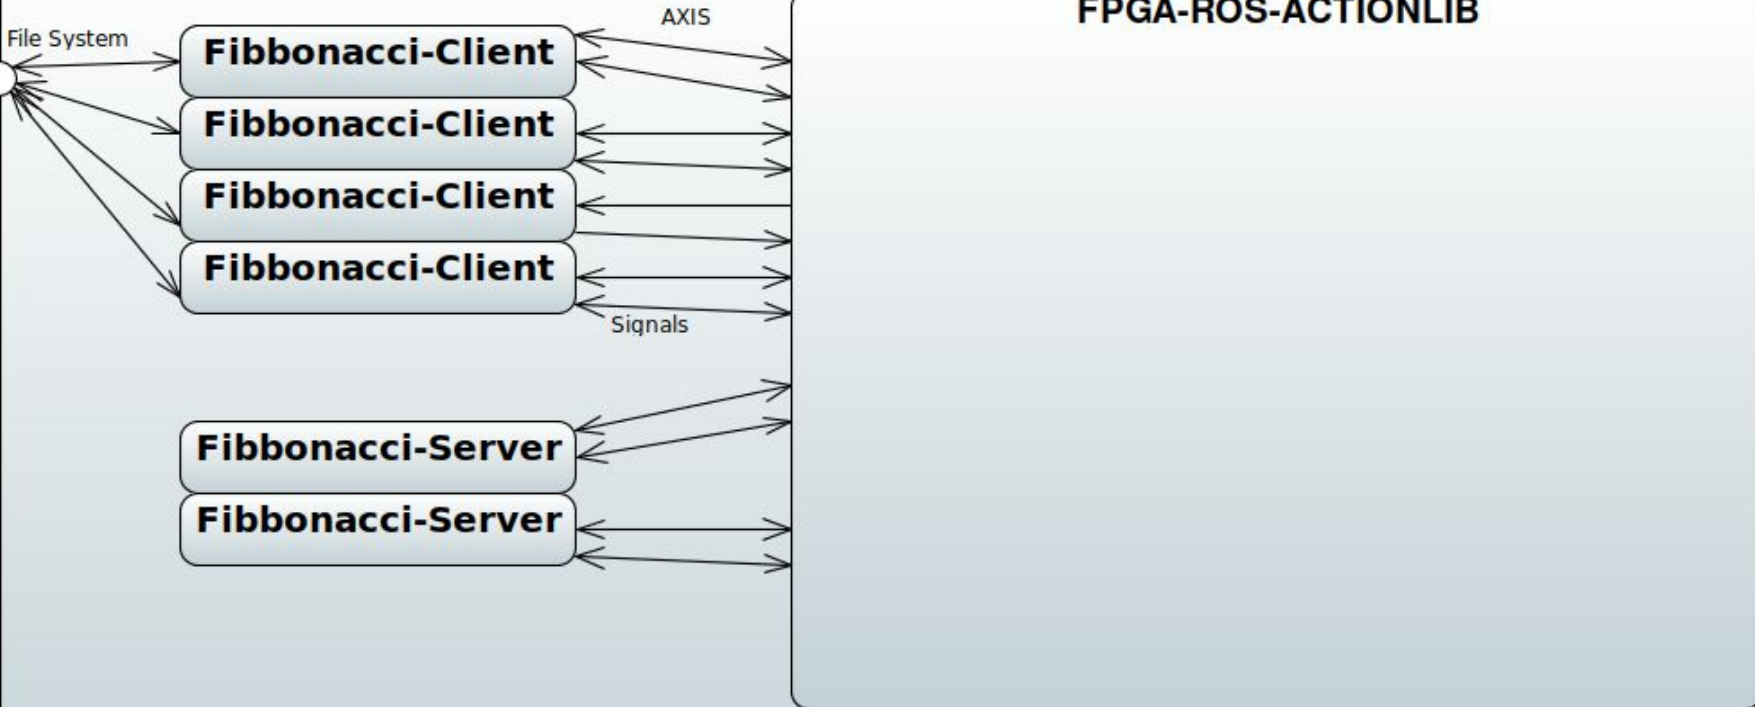 FPGA-ROS-ACTIONLIB
AXIS
File System
Fibbonacci-Client
Fibbonacci-Client
Fibbonacci-Client
Fibbonacci-Client
Signals
Fibbonacci-Server
Fibbonacci-Server